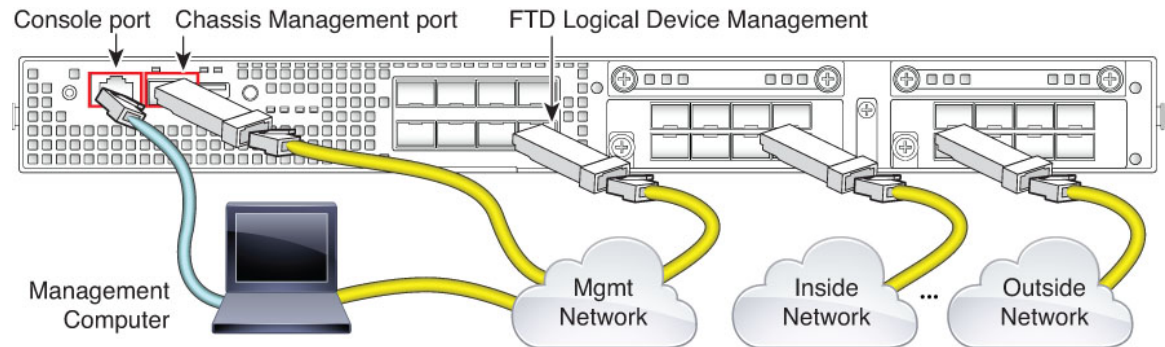 Console port
Chassis Management port
FTD Logical Device Management
Management
Computer
Mgmt
Network
Inside
Network
...
Outside
Network